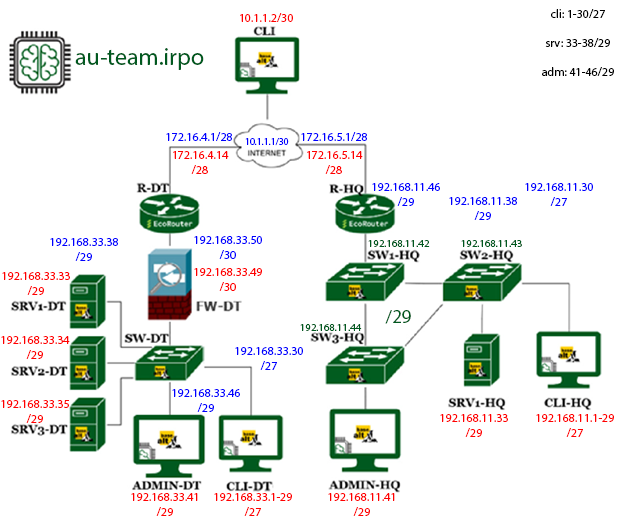 10.1.1.2/30
CLI
cli: 1-30/27
srv: 33-38/29
adm: 41-46/29
au-team.irpo
172.16.4.1/28
10.1.1.1/30
INTERNET
172.16.5.1/28
172.16.4.14
/28
172.16.5.14
/28
R-DT
EcoRouter
R-HQ
EcoRouter
192.168.11.46
/29
192.168.11.38
/29
192.168.11.30
/27
192.168.33.38
/29
192.168.33.50
/30
192.168.33.49
/30
FW-DT
192.168.11.42
SW1-HQ
192.168.11.43
SW2-HQ
192.168.33.33
/29
SRV1-DT
/29
192.168.11.44
SW3-HQ
SW-DT
192.168.33.34
/29
SRV2-DT
192.168.33.30
/27
192.168.33.46
/29
192.168.33.35
/29
SRV3-DT
SRV1-HQ
192.168.11.33
/29
CLI-HQ
192.168.11.1-29
/27
ADMIN-DT
192.168.33.41
/29
CLI-DT
192.168.33.1-29
/27
ADMIN-HQ
192.168.11.41
/29